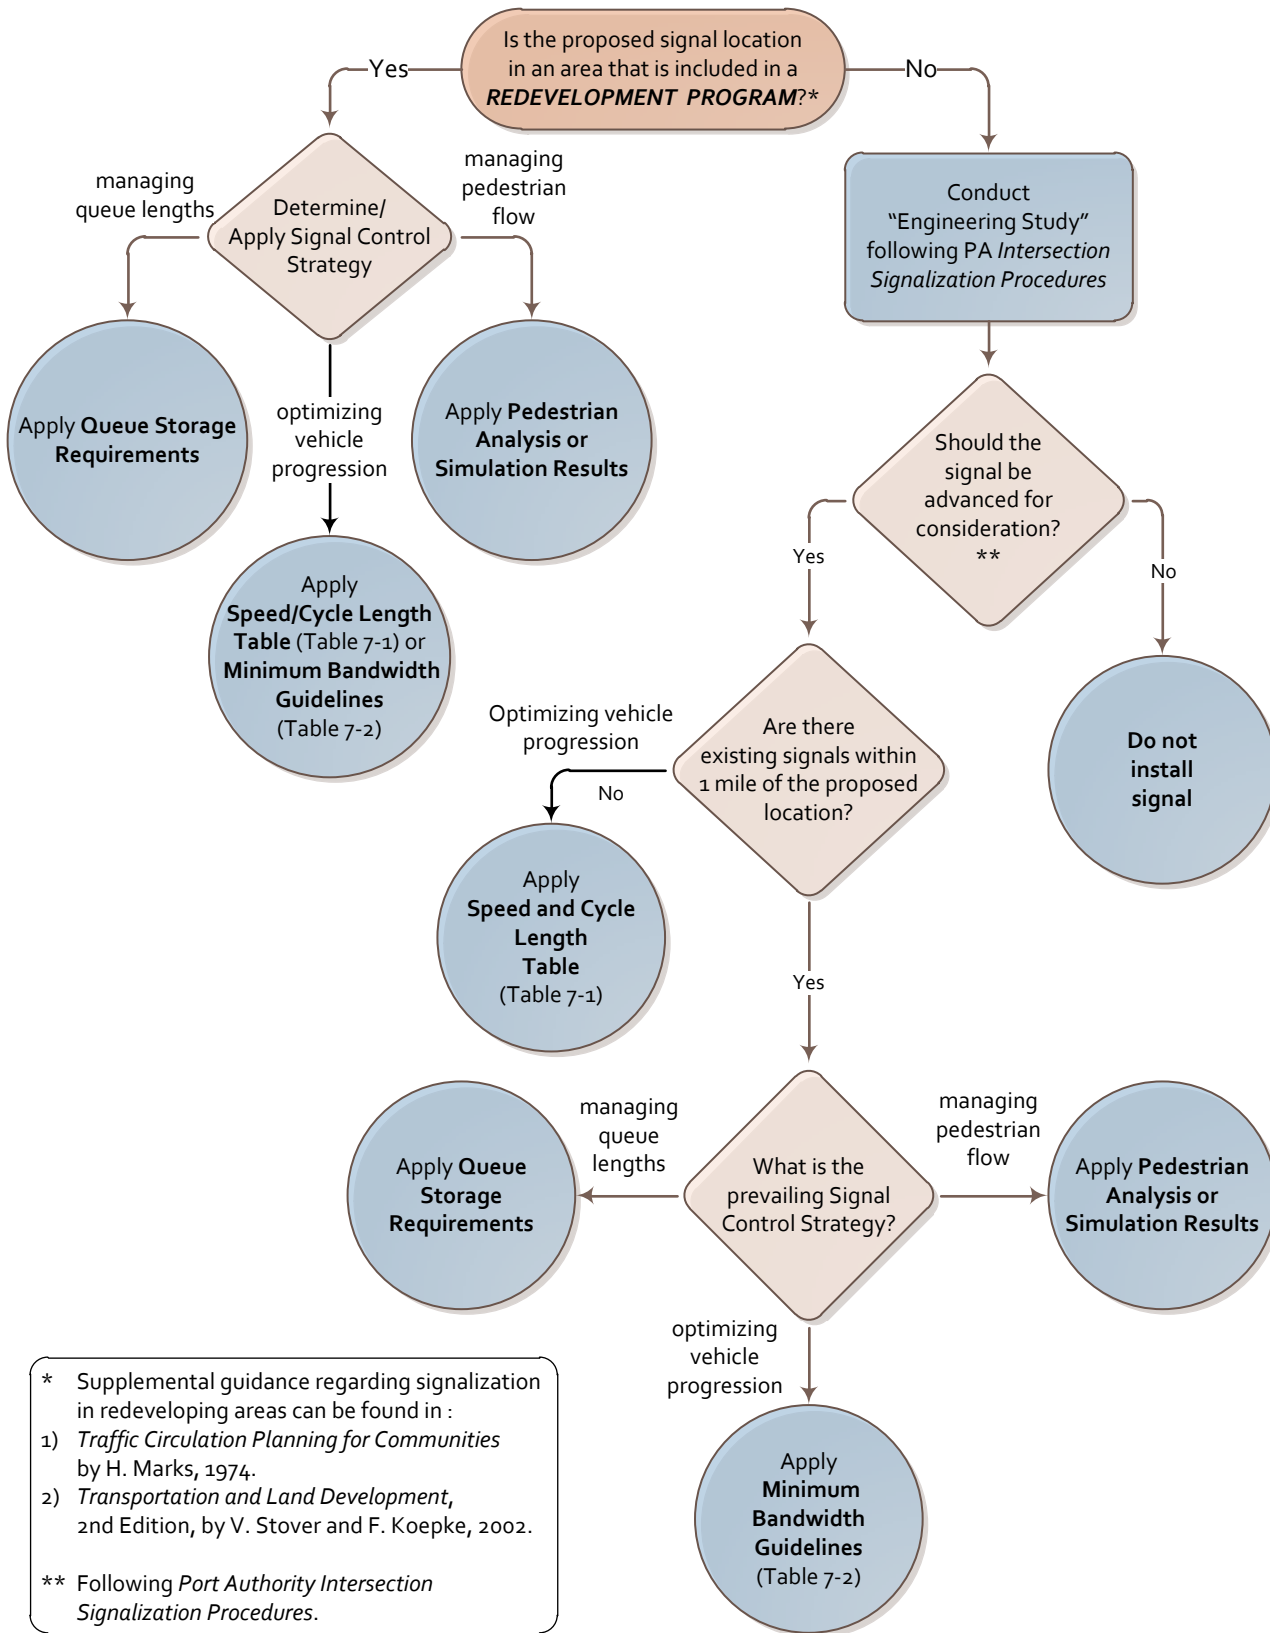 Is the proposed signal location
in an area that is included in a
REDEVELOPMENT PROGRAM?*
Yes
No
managing
queue lengths
Determine/
Apply Signal Control
Strategy
managing
pedestrian
flow
Conduct
“Engineering Study”
following PA Intersection
Signalization Procedures
Apply Queue Storage
Requirements
optimizing
vehicle
progression
Apply Pedestrian
Analysis or
Simulation Results
Should the
signal be
advanced for
consideration?
**
Yes
No
Apply
Speed/Cycle Length
Table (Table 7-1) or
Minimum Bandwidth
Guidelines
(Table 7-2)
Optimizing vehicle
progression
No
Are there
existing signals within
1 mile of the proposed
location?
Do not
install
signal
Apply
Speed and Cycle
Length
Table
(Table 7-1)
Yes
managing
queue
lengths
managing
pedestrian
flow
Apply Queue
Storage
Requirements
What is the
prevailing Signal
Control Strategy?
Apply Pedestrian
Analysis or
Simulation Results
optimizing
vehicle
progression
Apply
Minimum
Bandwidth
Guidelines
(Table 7-2)
* Supplemental guidance regarding signalization
in redeveloping areas can be found in :
1) Traffic Circulation Planning for Communities
by H. Marks, 1974.
2) Transportation and Land Development,
2nd Edition, by V. Stover and F. Koepke, 2002.
** Following Port Authority Intersection
Signalization Procedures.